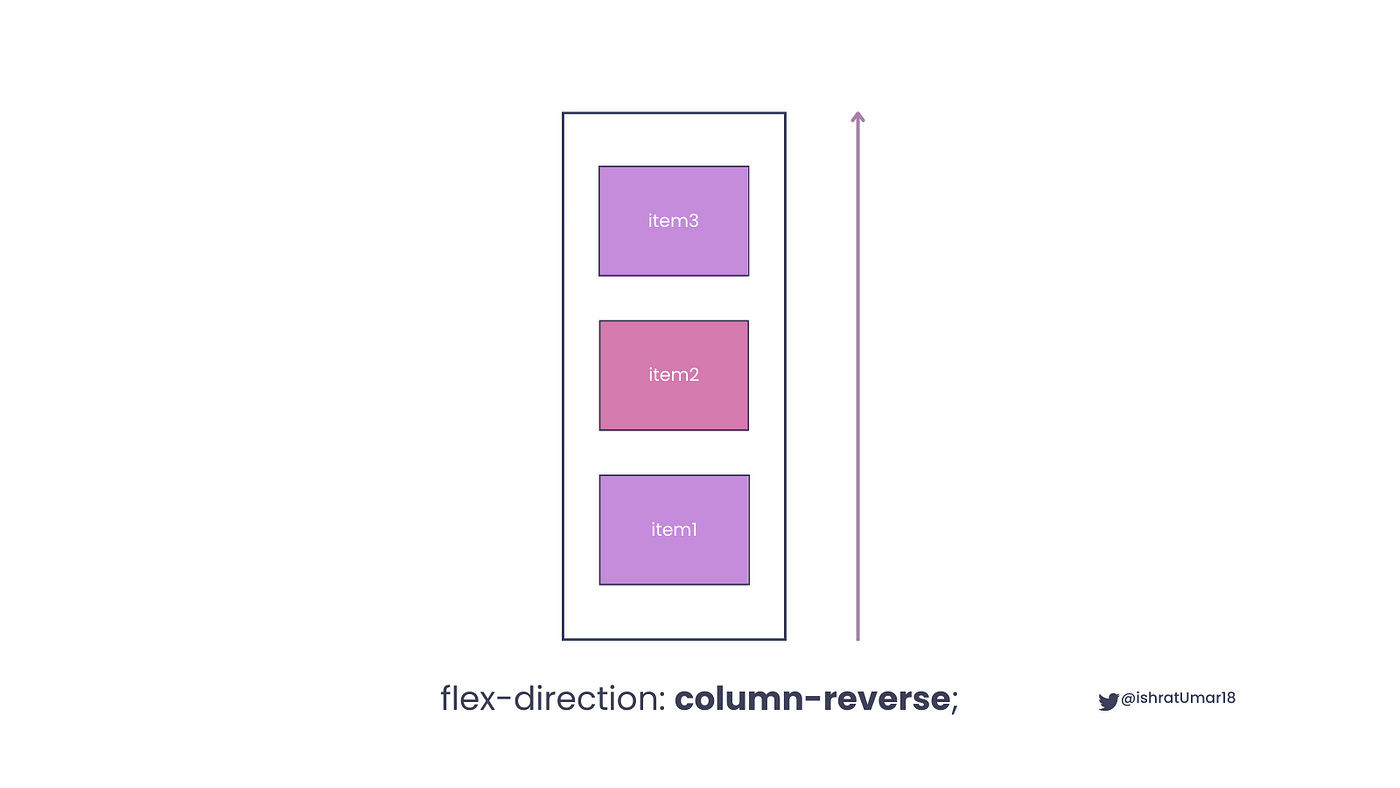 item3
item2
item1
flex-direction: column-reverse;
@ishratUmar18